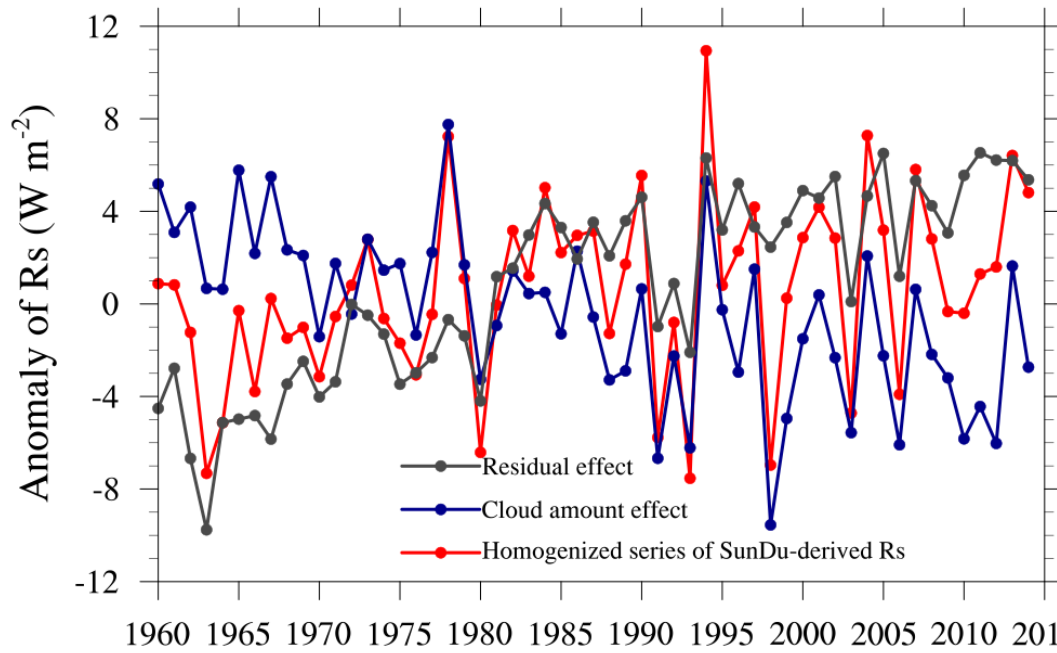 12
8
4
0
-4
-8
-12
Anomaly of Rs (W m⁻²)
Residual effect
Cloud amount effect
Homogenized series of SunDu-derived Rs
1960 1965 1970 1975 1980 1985 1990 1995 2000 2005 2010 201